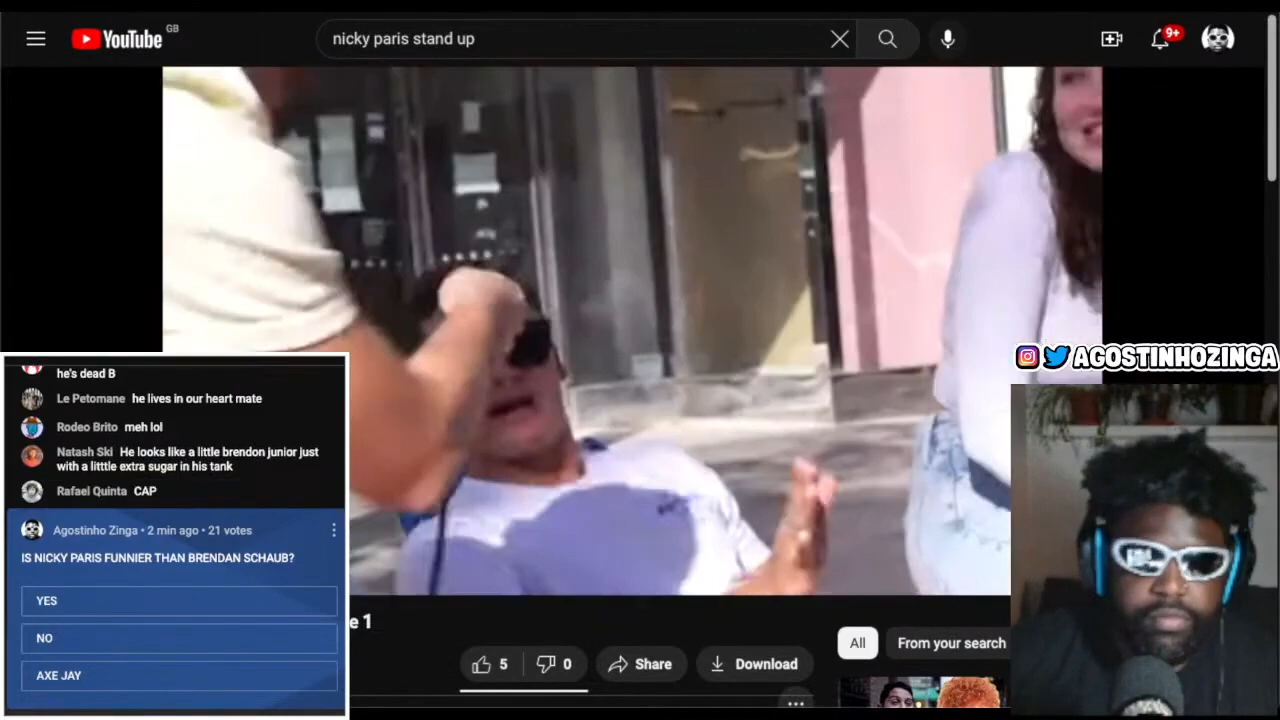 YouTube GB
nicky paris stand up
9+
he's dead B
Le Petomane he lives in our heart mate
Rodeo Brito meh lol
Natash Ski He looks like a little brendon junior just
with a litttle extra sugar in his tank
Rafael Quinta CAP
Agostinho Zinga • 2 min ago • 21 votes
IS NICKY PARIS FUNNIER THAN BRENDAN SCHAUB?
YES
NO
AXE JAY
e 1
5
0
Share
Download
All
From your search
AGOSTINHOZINGA